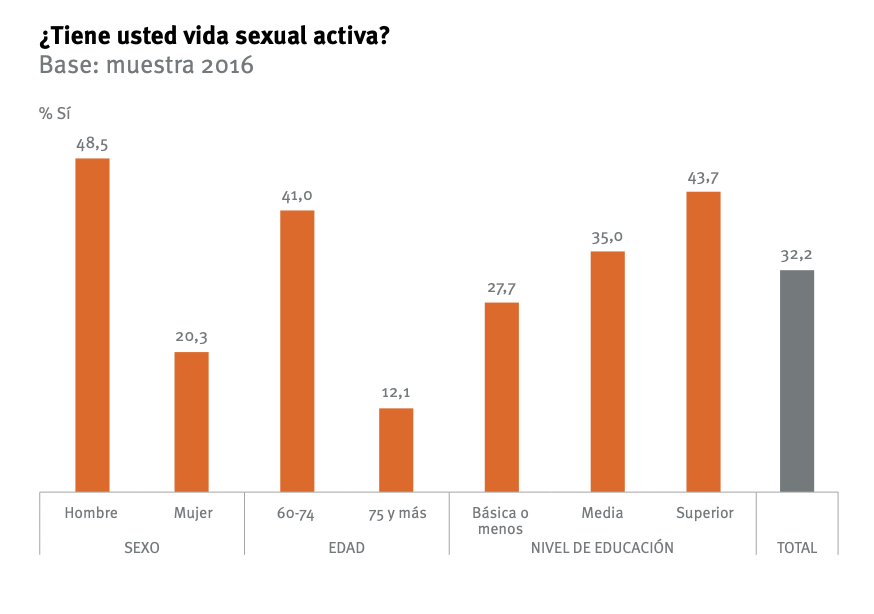 ¿Tiene usted vida sexual activa?
Base: muestra 2016
% Sí
48,5
20,3
41,0
12,1
27,7
35,0
43,7
32,2
Hombre
Mujer
60-74
75 y más
Básica o
menos
Media
Superior
SEXO
EDAD
NIVEL DE EDUCACIÓN
TOTAL